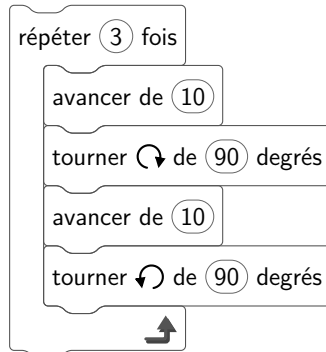 répéter 3 fois
avancer de 10
tourner ↻ de 90 degrés
avancer de 10
tourner ↺ de 90 degrés